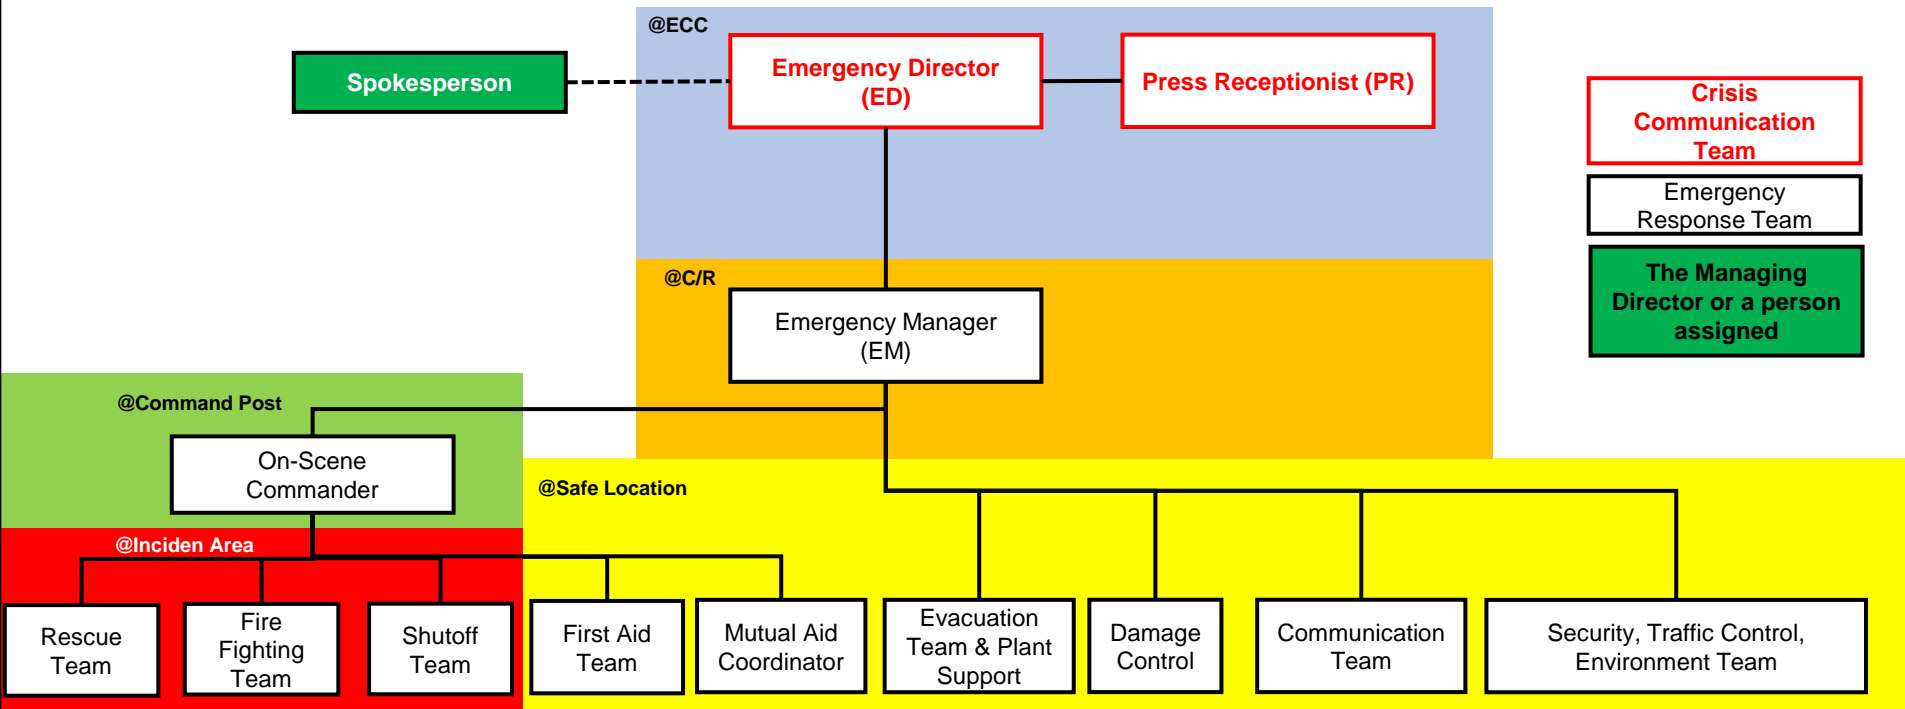 @ECC
Spokesperson
Emergency Director
(ED)
Press Receptionist (PR)
Crisis
Communication
Team
Emergency
Response Team
The Managing
Director or a person
assigned
@C/R
Emergency Manager
(EM)
@Command Post
On-Scene
Commander
@Safe Location
@Inciden Area
Rescue
Team
Fire
Fighting
Team
Shutoff
Team
First Aid
Team
Mutual Aid
Coordinator
Evacuation
Team & Plant
Support
Damage
Control
Communication
Team
Security, Traffic Control,
Environment Team